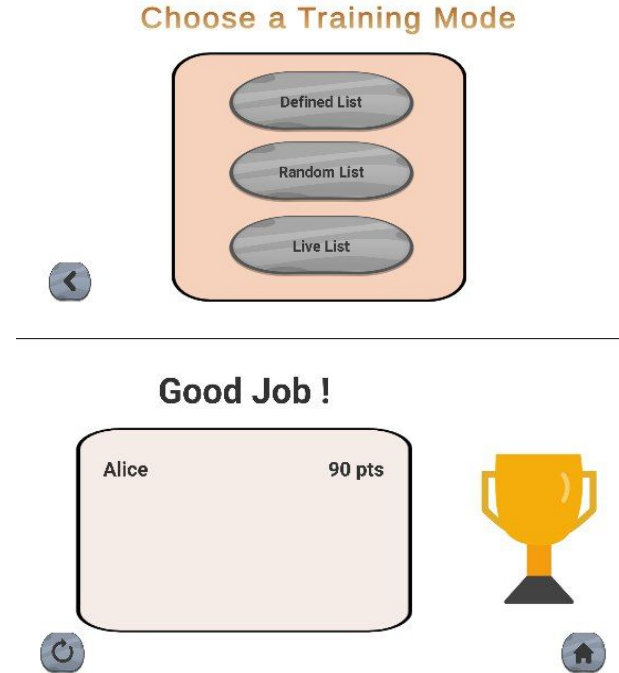 Choose a Training Mode
Defined List
Random List
Live List
Good Job !
Alice 90 pts